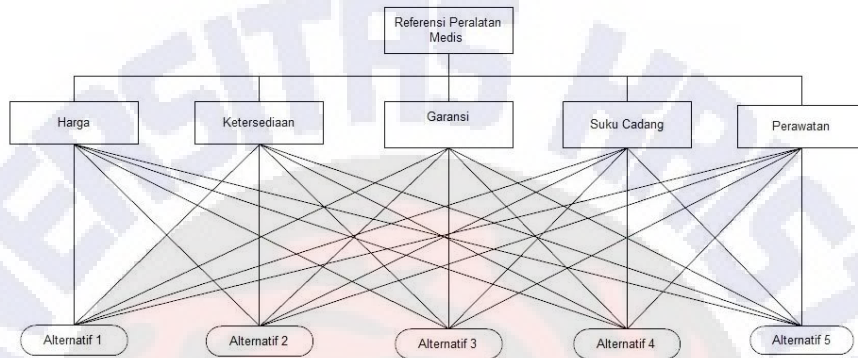 Referensi Peralatan
Medis
Harga
Ketersediaan
Garansi
Suku Cadang
Perawatan
Alternatif 1
Alternatif 2
Alternatif 3
Alternatif 4
Alternatif 5